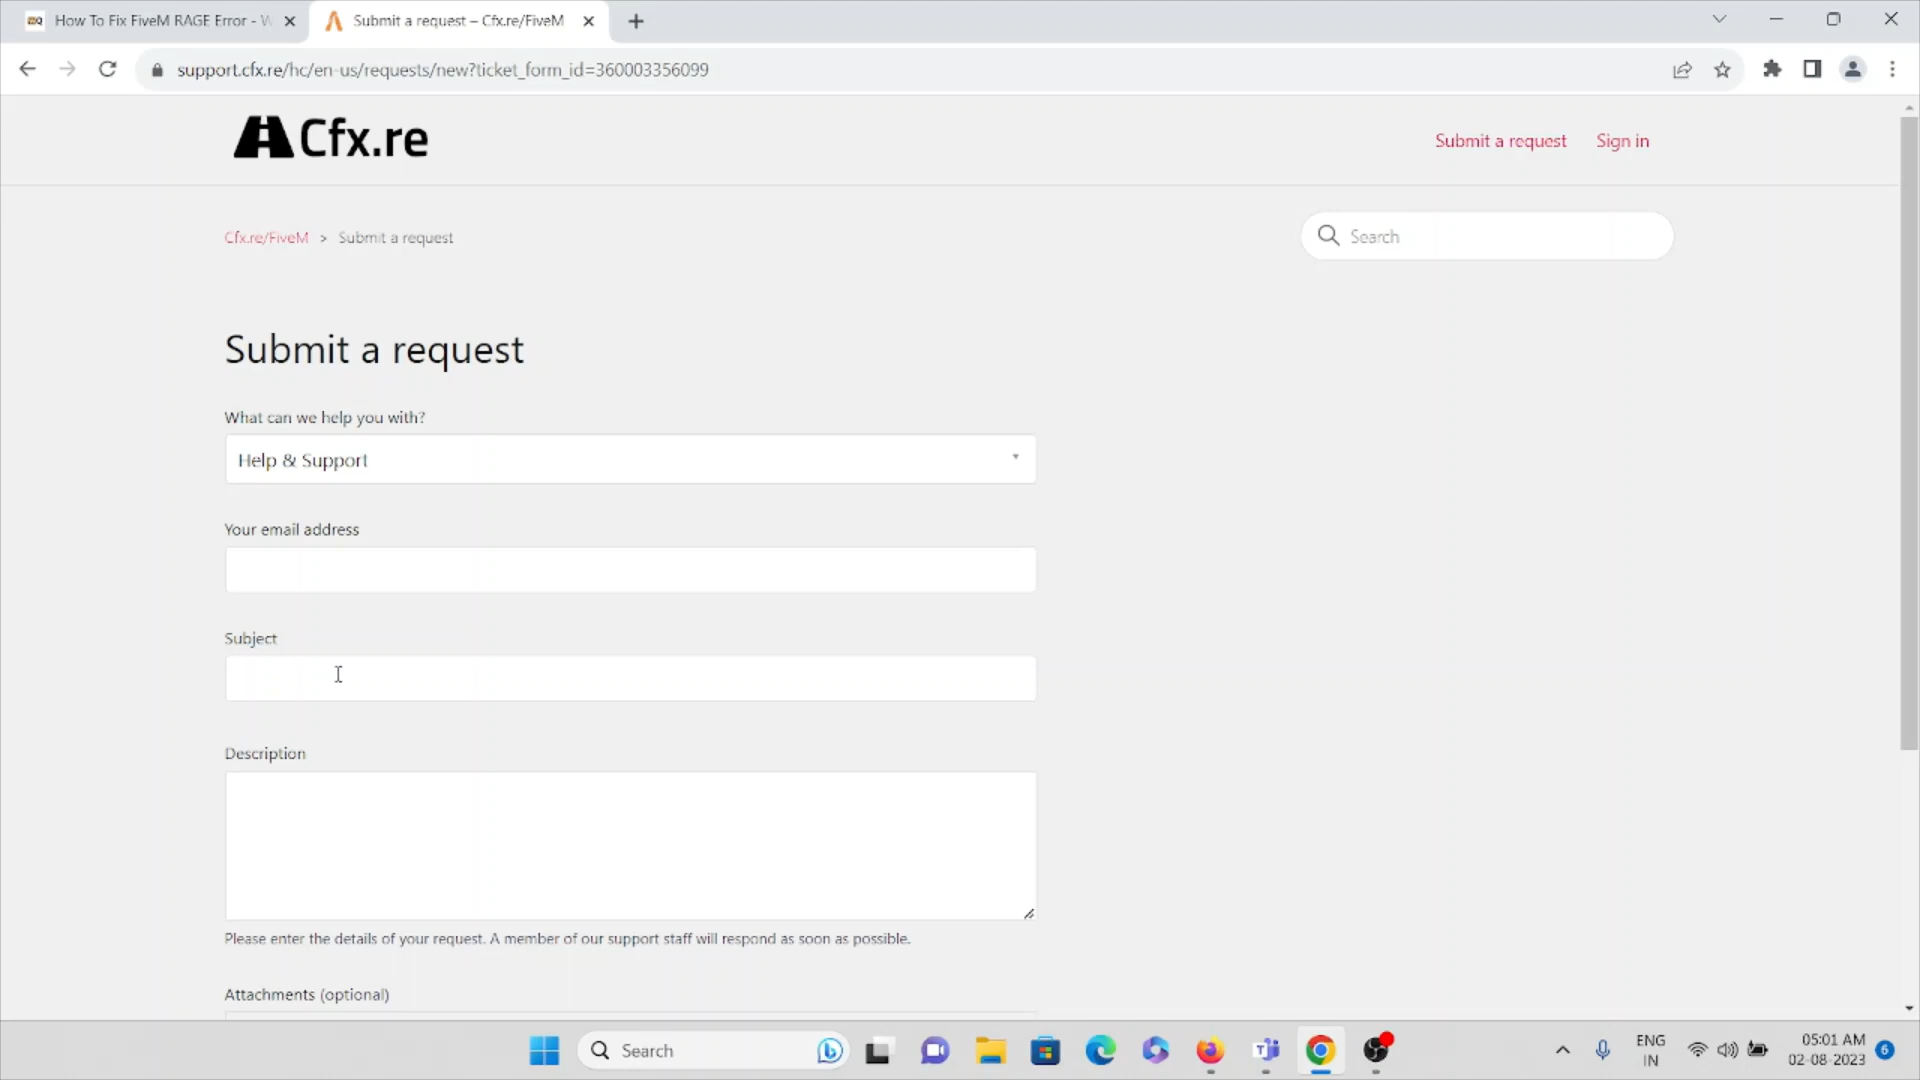 How To Fix FiveM RAGE Error - W
Submit a request – Cfx.re/FiveM
support.cfx.re/hc/en-us/requests/new?ticket_form_id=360003356099
Cfx.re
Submit a request Sign in
Cfx.re/FiveM > Submit a request
Search
Submit a request
What can we help you with?
Help & Support
Your email address
Subject
Description
Please enter the details of your request. A member of our support staff will respond as soon as possible.
Attachments (optional)
Search
ENG
IN
05:01 AM
02-08-2023
6